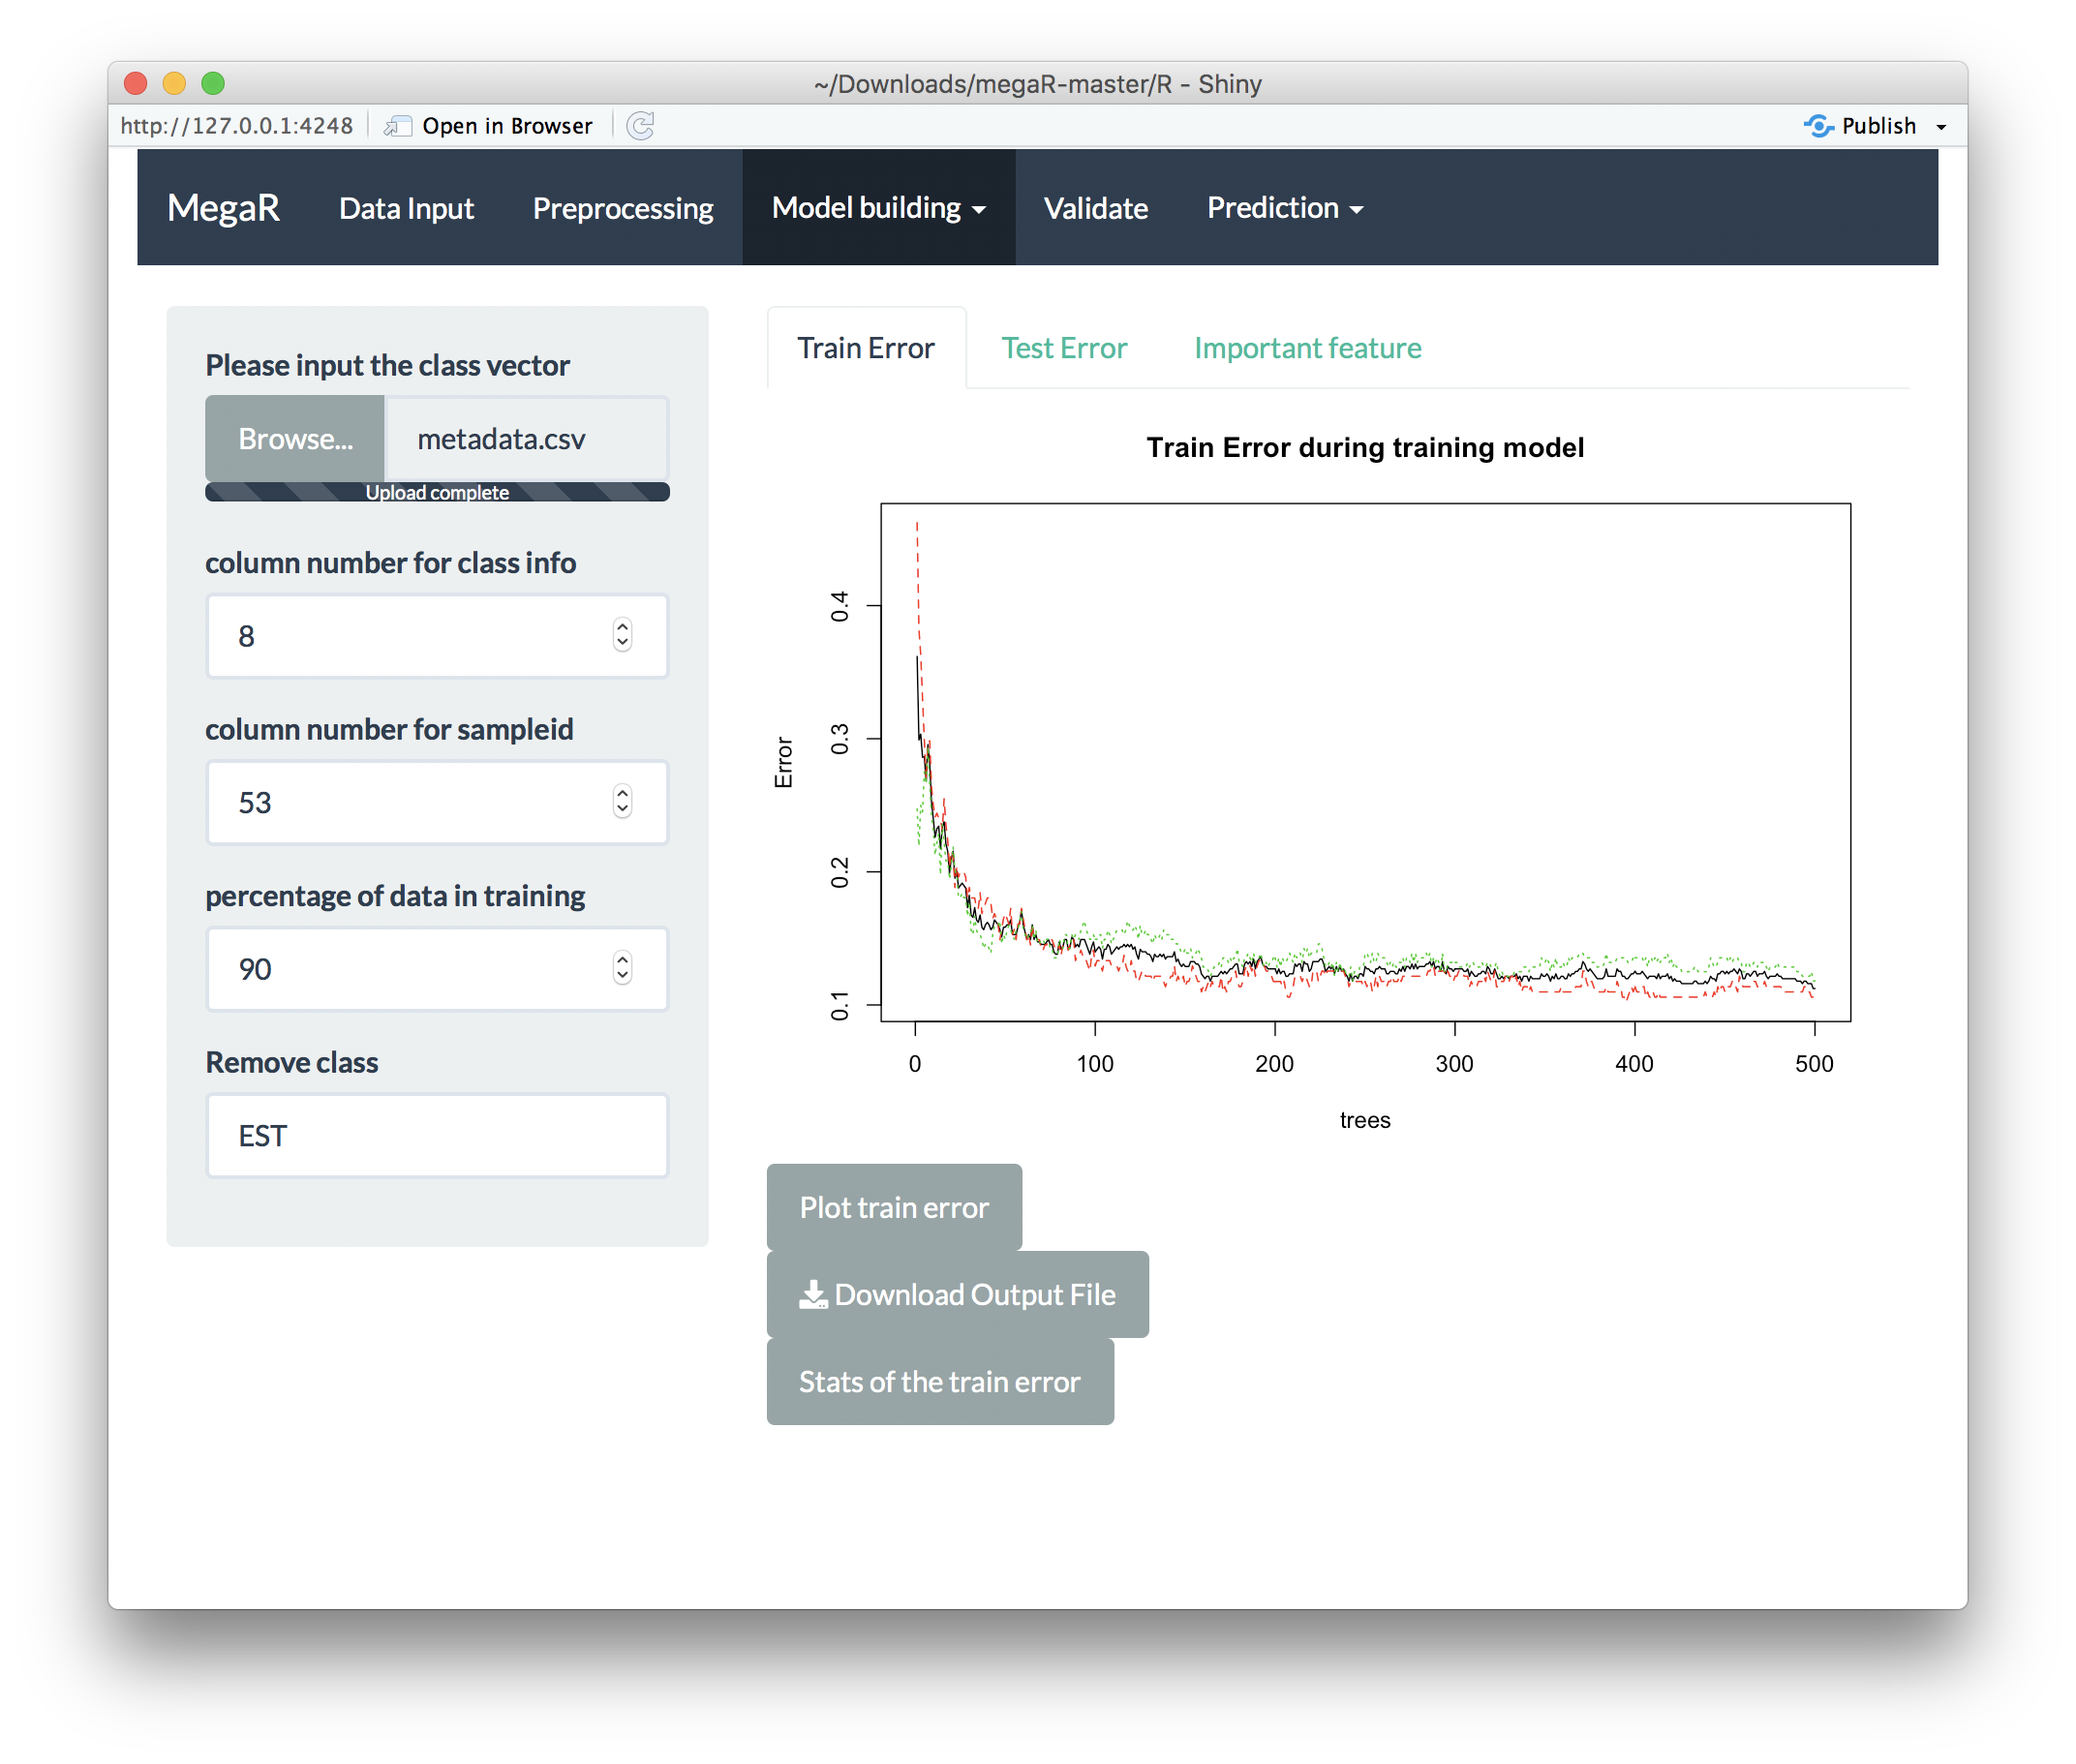 ~/Downloads/megaR-master/R - Shiny
http://127.0.0.1:4248 Open in Browser Publish
MegaR Data Input Preprocessing Model building Validate Prediction
Please input the class vector
Browse... metadata.csv
Upload complete
column number for class info
8
column number for sampleid
53
percentage of data in training
90
Remove class
EST
Train Error Test Error Important feature
Train Error during training model
Error
0.4
0.3
0.2
0.1
0 100 200 300 400 500
trees
Plot train error
Download Output File
Stats of the train error